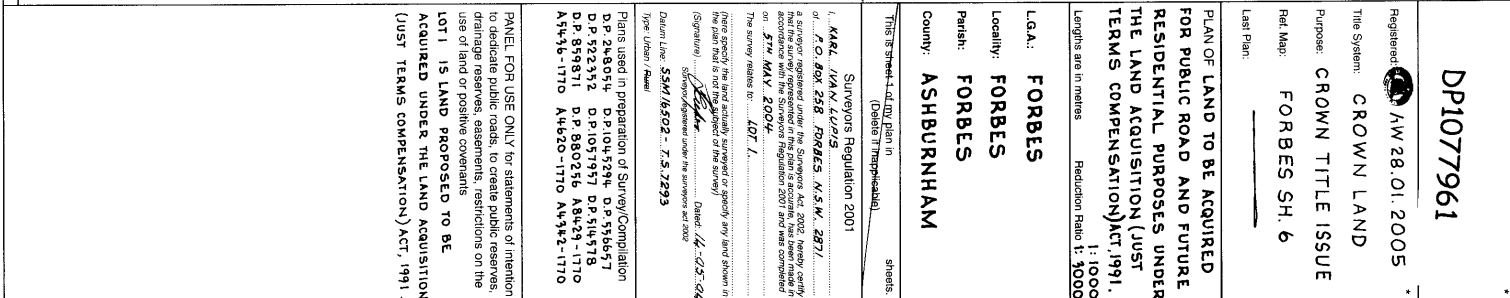 DP1077961
Registered: AW 28.01.2005
*
Title System: CROWN LAND
Purpose: CROWN TITLE ISSUE
Ref. Map: FORBES SH. 6
Last Plan:
PLAN OF LAND TO BE ACQUIRED
FOR PUBLIC ROAD AND FUTURE
RESIDENTIAL PURPOSES UNDER
THE LAND ACQUISITION (JUST
TERMS COMPENSATION) ACT, 1991.
1: 1000
Lengths are in metres Reduction Ratio 1: 3000
L.G.A.: FORBES
Locality: FORBES
Parish: FORBES
County: ASHBURNHAM
This is sheet 1 of my plan in sheets.
(Delete if inapplicable)
Surveyors Regulation 2001
I, KARL IVAN LUPIS
of P.O. BOX 258 FORBES N.S.W. 2871
a surveyor registered under the Surveyors Act, 2002, hereby certify
that the survey represented in this plan is accurate, has been made in
accordance with the Surveyors Regulation 2001 and was completed
on 5TH MAY 2004
The survey relates to: LOT 1.
(here specify the land actually surveyed or specify any land shown in
the plan that is not the subject of the survey)
(Signature) Dated: 14-05-04
Surveyor registered under the surveyors act 2002
Datum Line: SSM16502 - T.S.7293
Type: Urban / Rural
Plans used in preparation of Survey/Compilation
D.P. 248054 D.P. 1045294 D.P. 556657
D.P. 522352 D.P. 1057957 D.P. 514578
D.P. 859871 D.P. 880256 A8429-1770
A5436-1770 A4620-1770 A4342-1770
PANEL FOR USE ONLY for statements of intention
to dedicate public roads, to create public reserves,
drainage reserves, easements, restrictions on the
use of land or positive covenants
LOT 1 IS LAND PROPOSED TO BE
ACQUIRED UNDER THE LAND ACQUISITION
(JUST TERMS COMPENSATION) ACT, 1991.